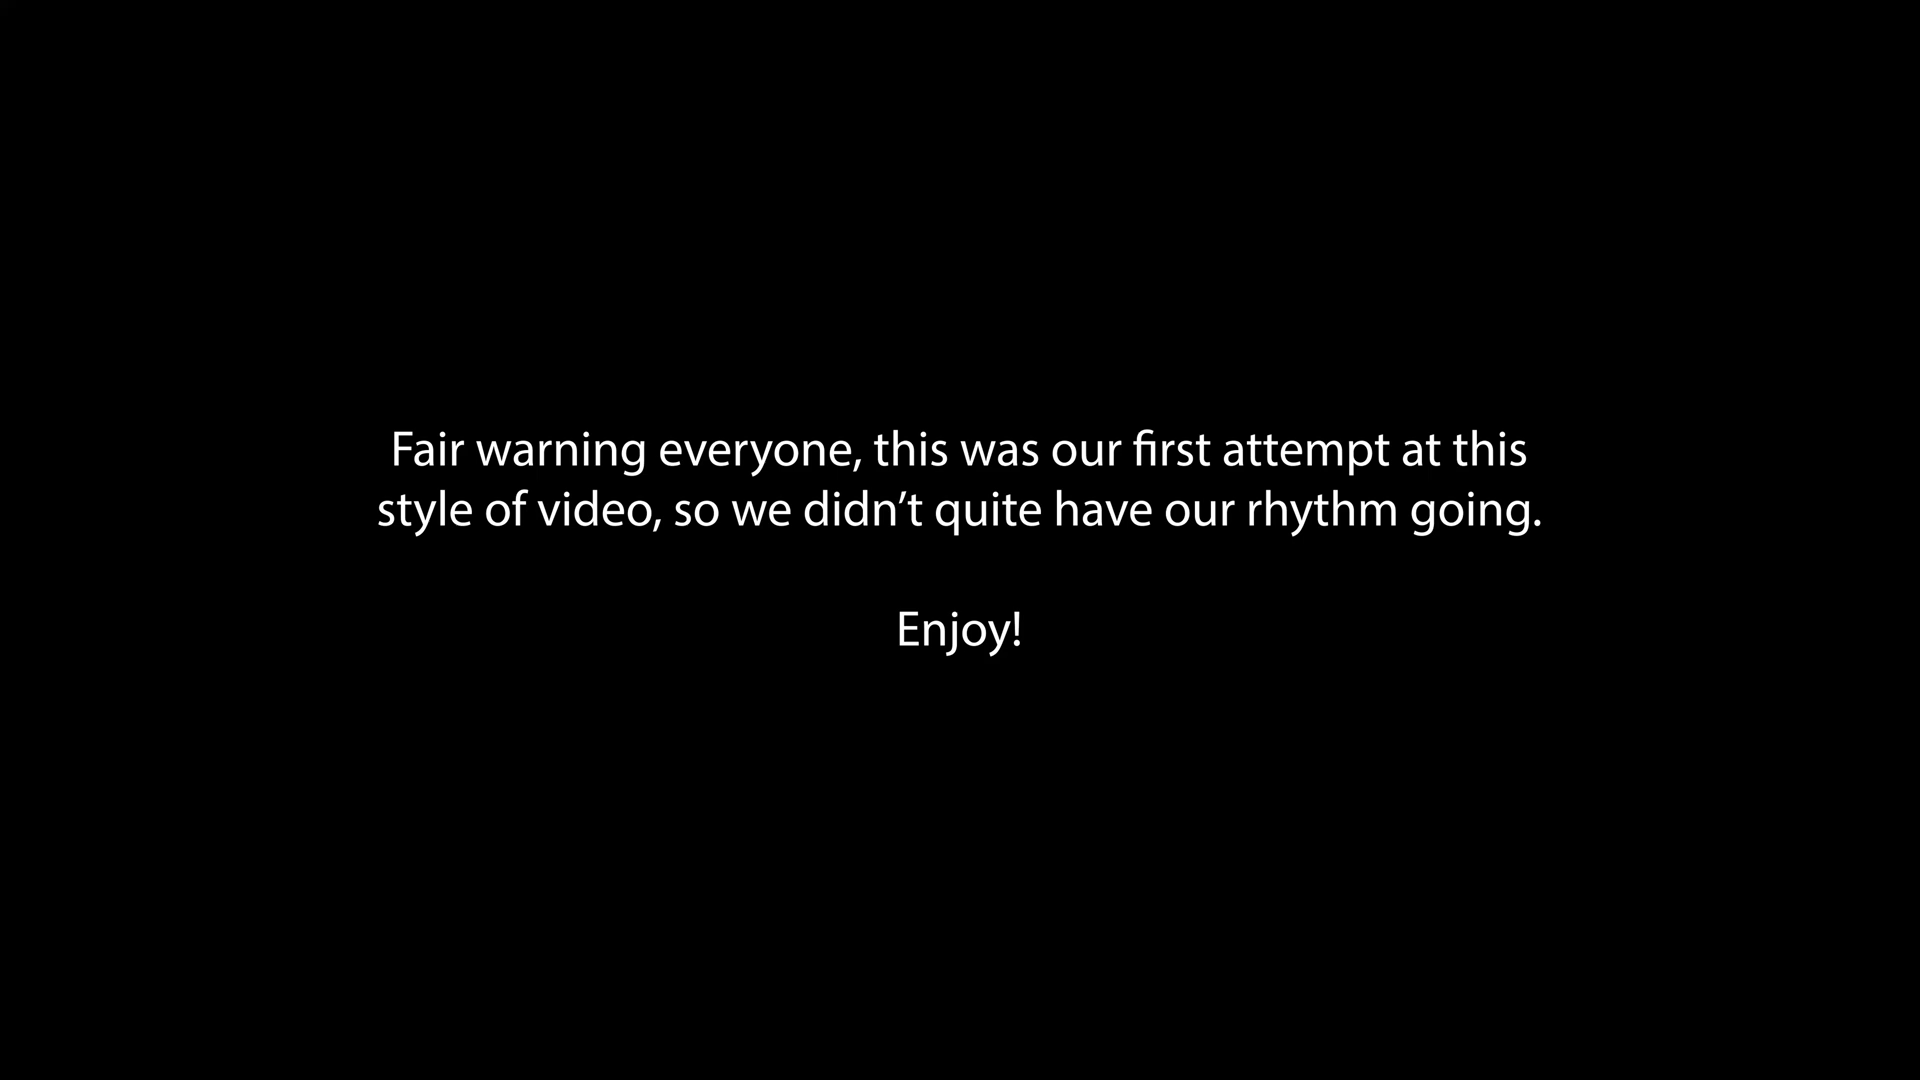 Fair warning everyone, this was our first attempt at this
style of video, so we didn’t quite have our rhythm going.
Enjoy!